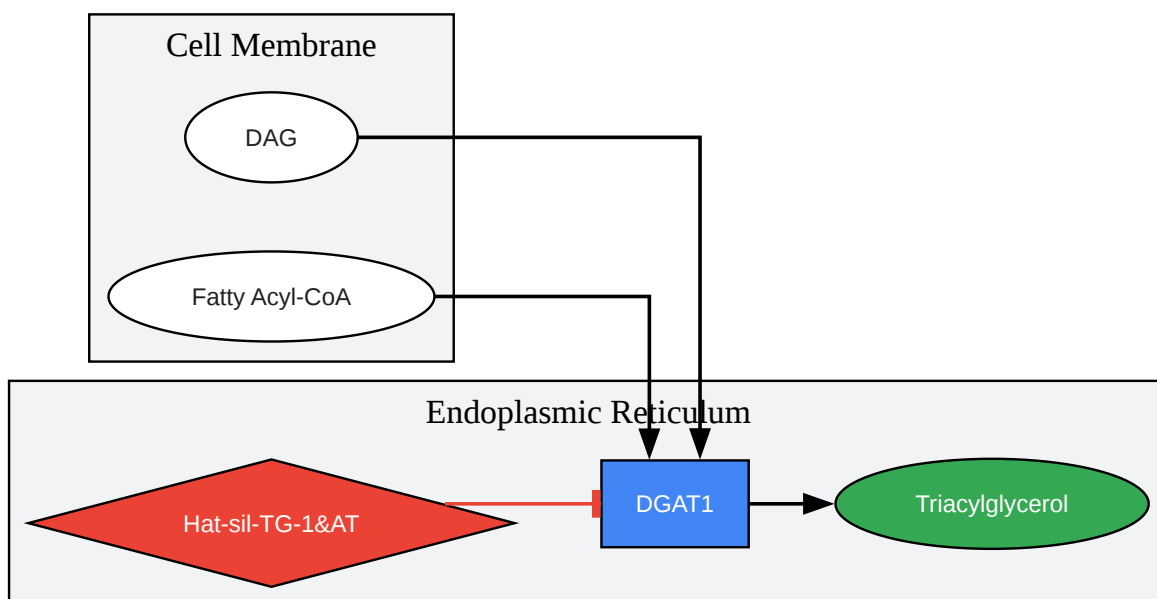 Cell Membrane
DAG
Fatty Acyl-CoA
Endoplasmic Reticulum
Hat-sil-TG-1&AT
DGAT1
Triacylglycerol